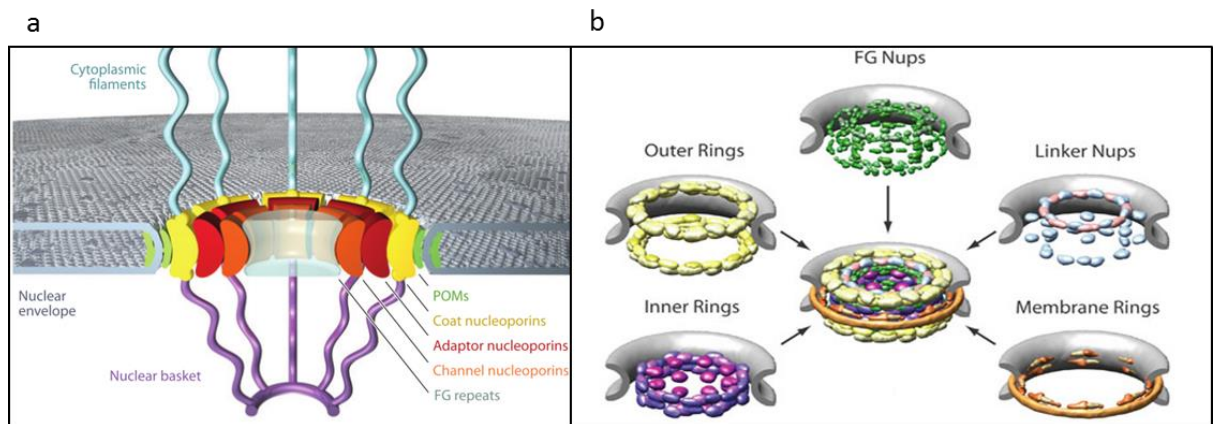 a
b
Cytoplasmic
filaments
Nuclear
envelope
Nuclear basket
POMs
Coat nucleoporins
Adaptor nucleoporins
Channel nucleoporins
FG repeats
FG Nups
Outer Rings
Linker Nups
Inner Rings
Membrane Rings